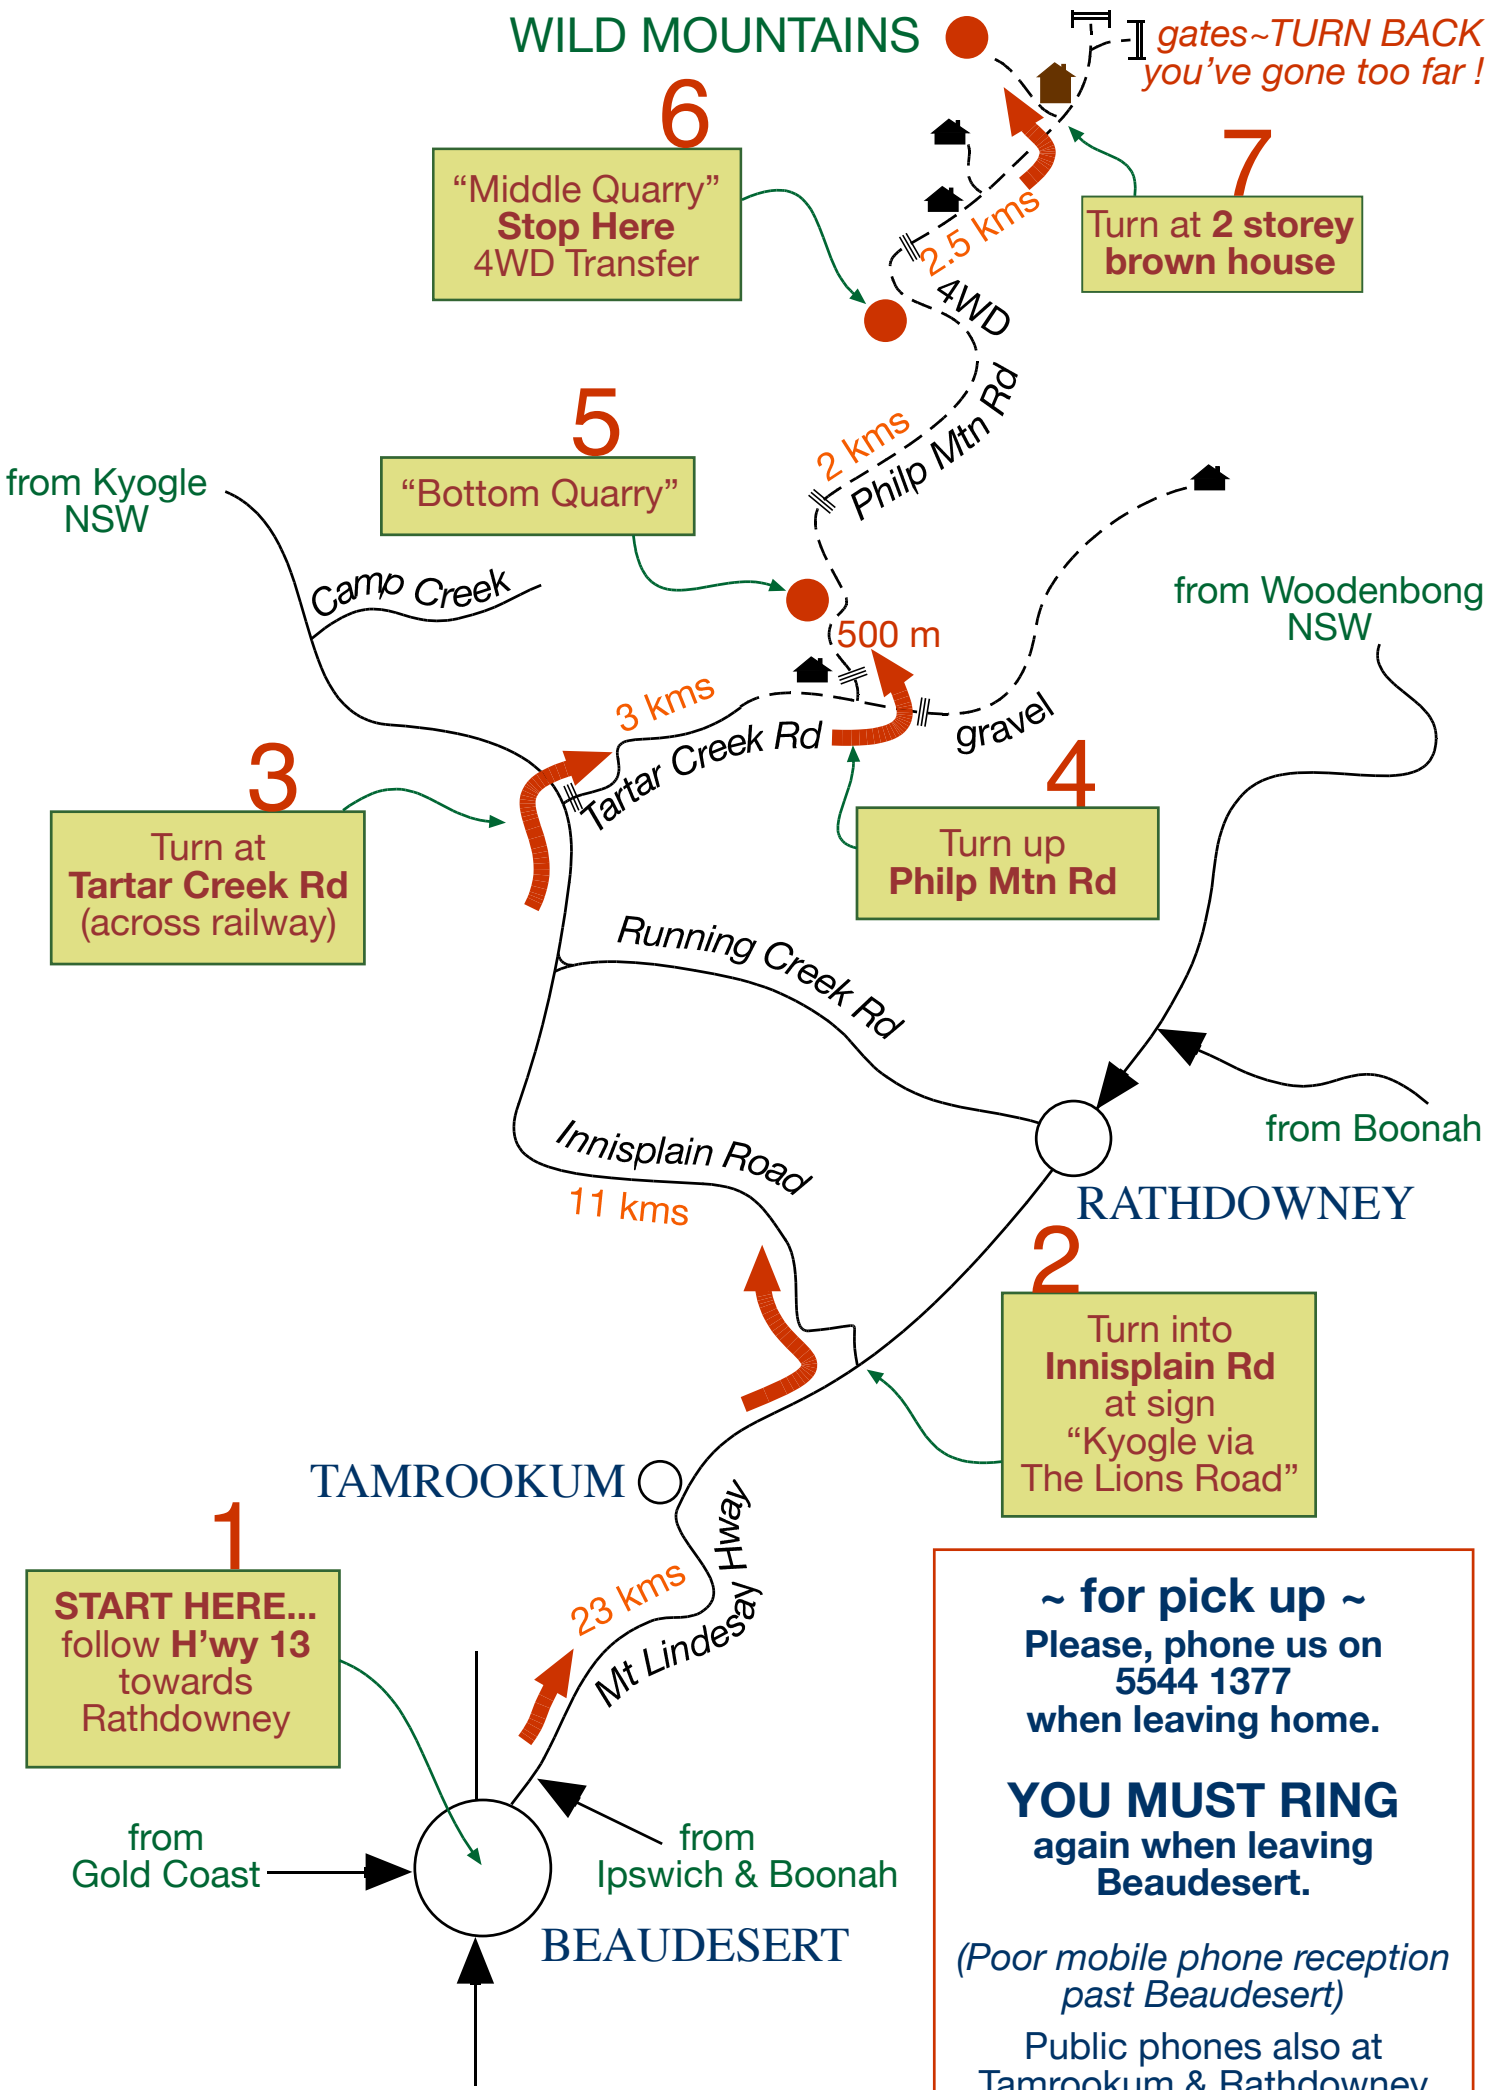 WILD MOUNTAINS
gates~TURN BACK
you've gone too far !
6
“Middle Quarry”
Stop Here
4WD Transfer
7
Turn at 2 storey
brown house
2.5 kms
4WD
2 kms
Philp Mtn Rd
5
“Bottom Quarry”
from Kyogle
NSW
Camp Creek
from Woodenbong
NSW
500 m
3 kms
Tartar Creek Rd
gravel
3
Turn at
Tartar Creek Rd
(across railway)
4
Turn up
Philp Mtn Rd
Running Creek Rd
from Boonah
Innisplain Road
11 kms
RATHDOWNEY
2
Turn into
Innisplain Rd
at sign
“Kyogle via
The Lions Road”
TAMROOKUM
1
START HERE...
follow H'wy 13
towards
Rathdowney
23 kms
Mt Lindesay Hway
from
Gold Coast
from
Ipswich & Boonah
BEAUDESERT
~ for pick up ~
Please, phone us on
5544 1377
when leaving home.
YOU MUST RING
again when leaving
Beaudesert.
(Poor mobile phone reception
past Beaudesert)
Public phones also at
Tamrookum & Rathdowney